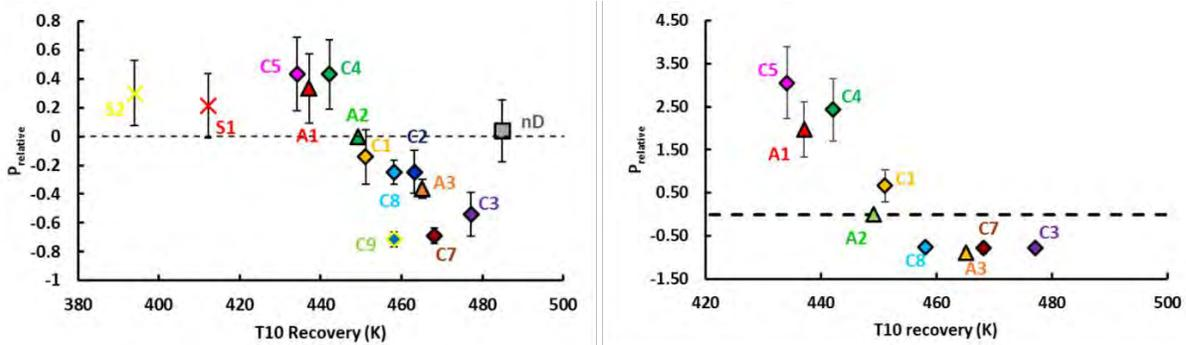 0.8
0.6
C5
C4
0.4
S2
0.2
S1
A1
A2
nD
0
C1
C2
-0.2
C8
A3
-0.4
C3
-0.6
C9
C7
-0.8
-1
380 400 420 440 460 480 500
T10 Recovery (K)
Prelative
4.50
3.50
C5
2.50
C4
A1
1.50
C1
0.50
A2
C7
C3
-0.50
C8
A3
-1.50
420 440 460 480 500
T10 recovery (K)
Prelative